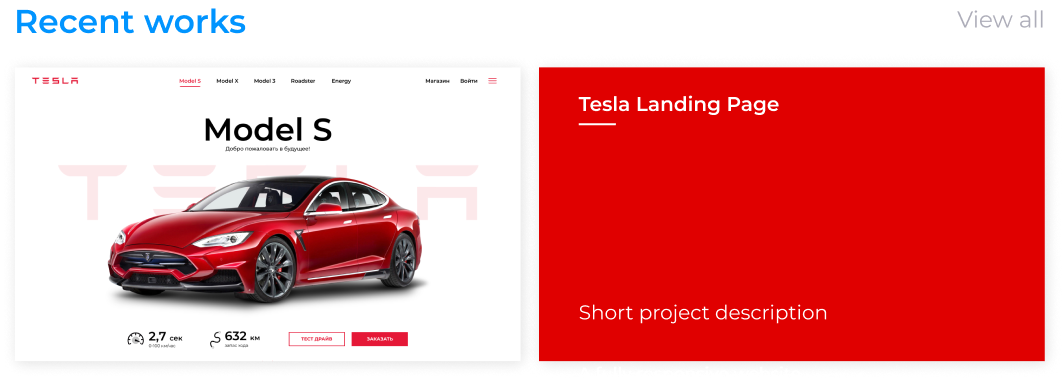 Recent works
View all
TESLA
Model S
Model X
Model 3
Roadster
Energy
Магазин
Войти
Model S
Добро пожаловать в будущее!
TESLA
2,7 сек
0-100 км/час
632 км
запас хода
ТЕСТ ДРАЙВ
ЗАКАЗАТЬ
Tesla Landing Page
Short project description